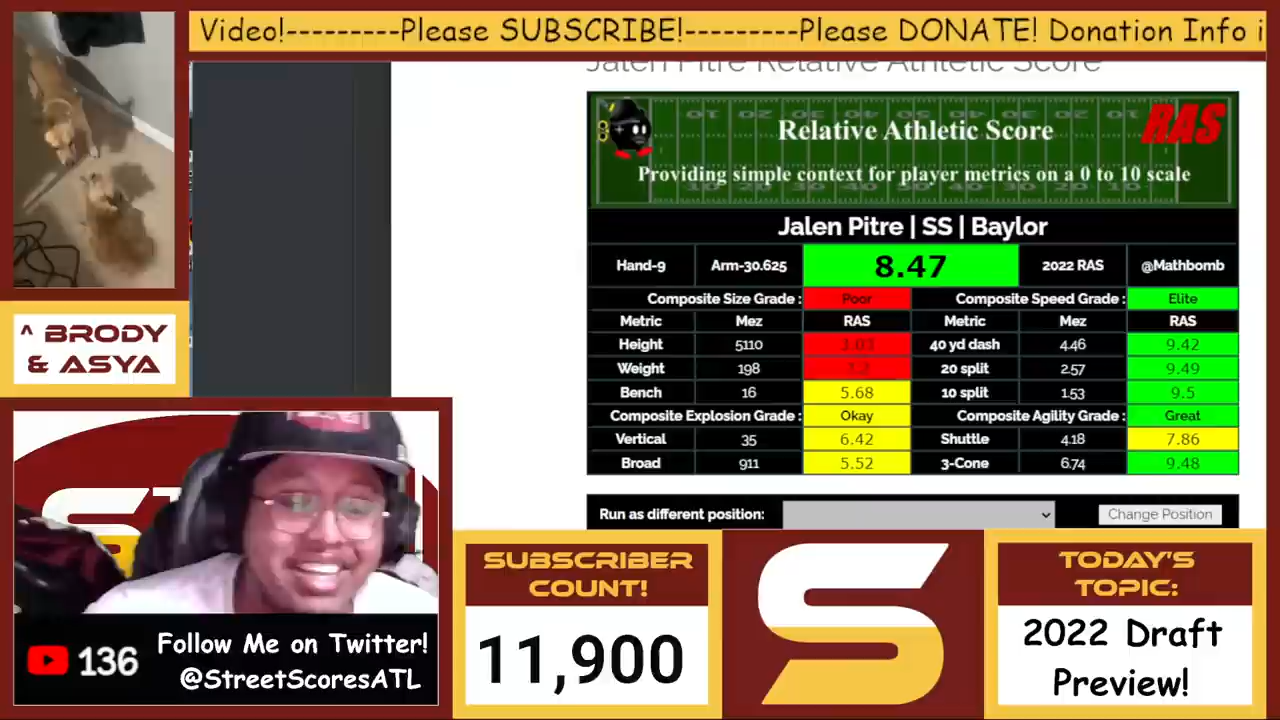 Video!---------Please SUBSCRIBE!---------Please DONATE! Donation Info i
Jalen Pitre Relative Athletic Score
Relative Athletic Score
RAS
Providing simple context for player metrics on a 0 to 10 scale
Jalen Pitre | SS | Baylor
Hand-9 Arm-30.625 8.47 2022 RAS @Mathbomb
Composite Size Grade : Poor Composite Speed Grade : Elite
Metric Mez RAS Metric Mez RAS
Height 5110 40 yd dash 4.46 9.42
Weight 198 20 split 2.57 9.49
Bench 16 5.68 10 split 1.53 9.5
Composite Explosion Grade : Okay Composite Agility Grade : Great
Vertical 35 6.42 Shuttle 4.18 7.86
Broad 911 5.52 3-Cone 6.74 9.48
Run as different position: Change Position
^ BRODY
& ASYA
136
Follow Me on Twitter!
@StreetScoresATL
SUBSCRIBER
COUNT!
11,900
S
TODAY'S
TOPIC:
2022 Draft
Preview!